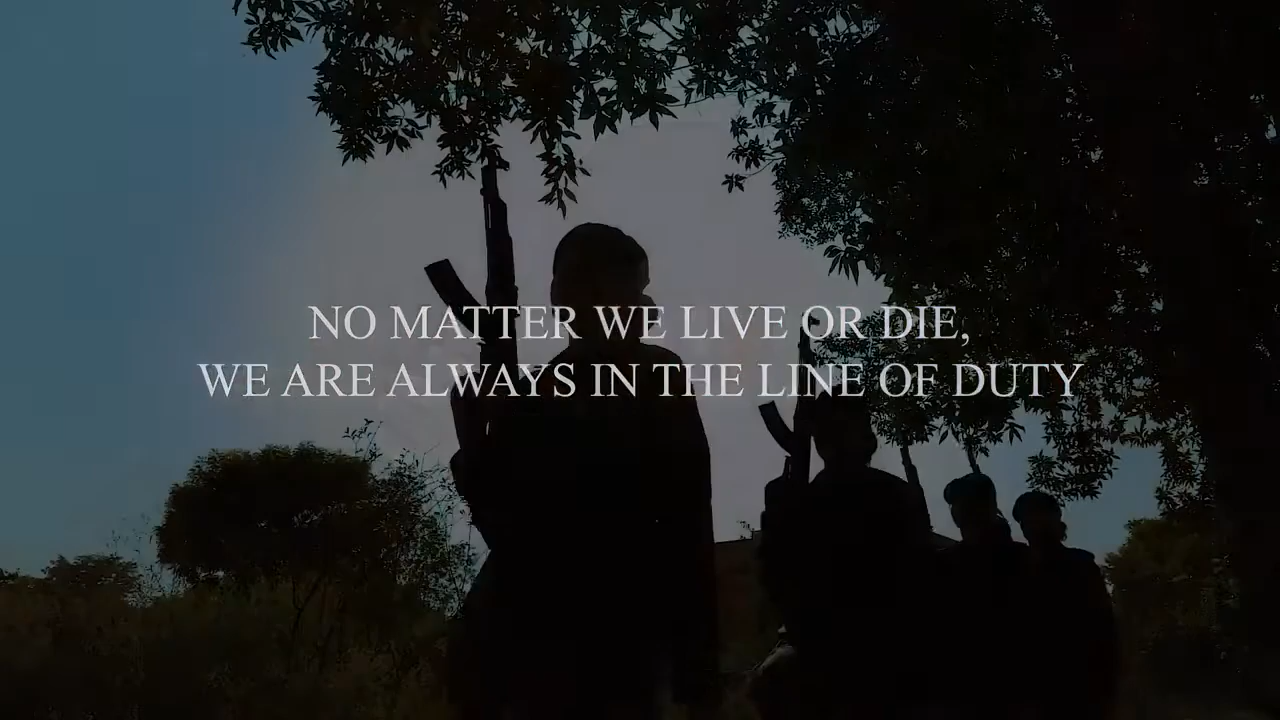 NO MATTER WE LIVE OR DIE,
WE ARE ALWAYS IN THE LINE OF DUTY